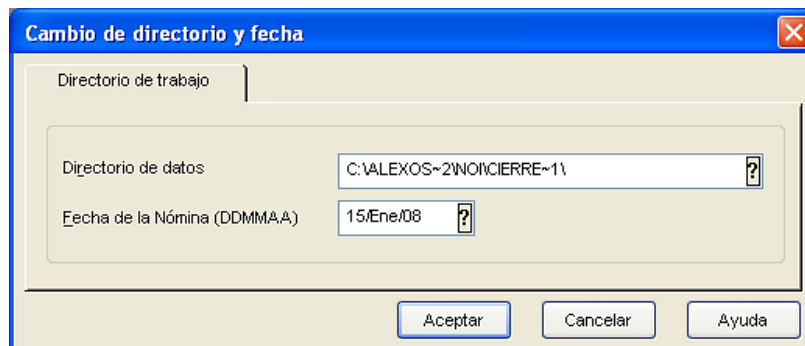 Cambio de directorio y fecha
Directorio de trabajo
Directorio de datos C:\ALEXOS~2\NOI\CIERRE~1\ ?
Fecha de la Nómina (DDMMAA) 15/Ene/08 ?
Aceptar Cancelar Ayuda